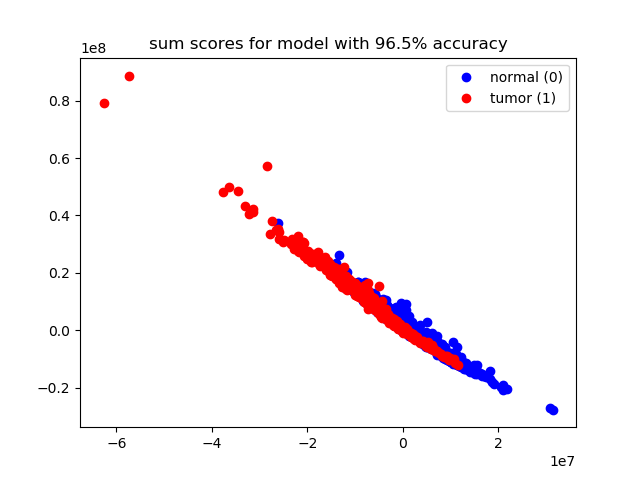 sum scores for model with 96.5% accuracy
1e8
normal (0)
tumor (1)
0.8
0.6
0.4
0.2
0.0
−0.2
−6
−4
−2
0
2
1e7